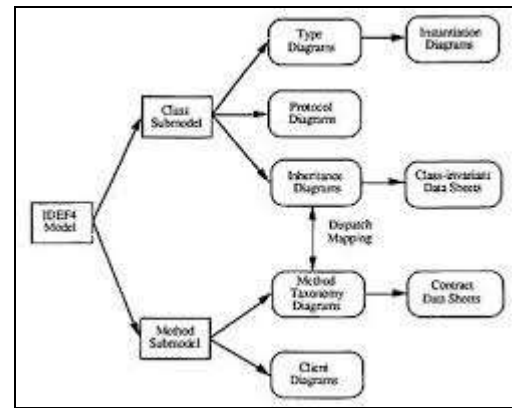 Type
Diagrams
Instantiation
Diagrams
Class
Submodel
Protocol
Diagrams
Inheritance
Diagrams
Class-invariants
Data Sheets
IDEF4
Model
Dispatch
Mapping
Method
Taxonomy
Diagrams
Contract
Data Sheets
Method
Submodel
Client
Diagrams